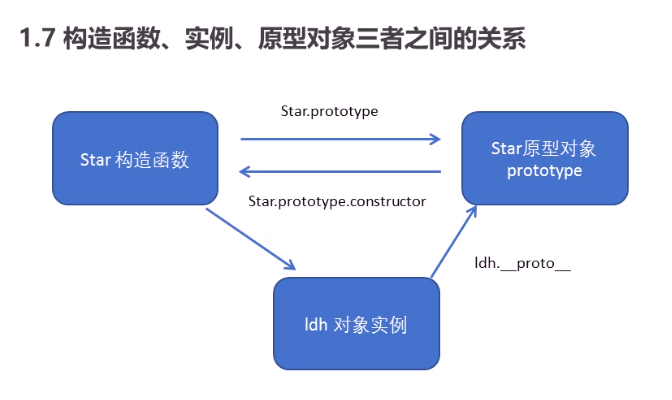 1.7 构造函数、实例、原型对象三者之间的关系
Star.prototype
Star 构造函数
Star原型对象
prototype
Star.prototype.constructor
ldh.__proto__
ldh 对象实例